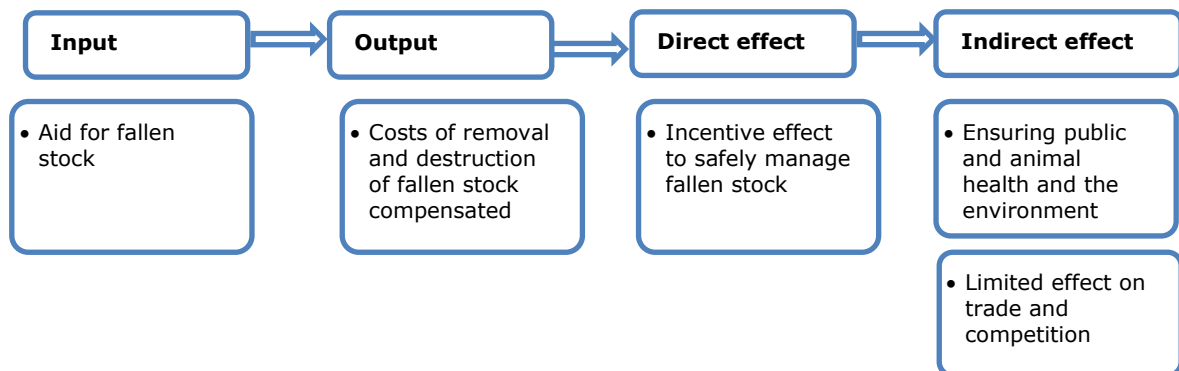 Input
Output
Direct effect
Indirect effect
• Aid for fallen
stock
• Costs of removal
and destruction
of fallen stock
compensated
• Incentive effect
to safely manage
fallen stock
• Ensuring public
and animal
health and the
environment
• Limited effect on
trade and
competition